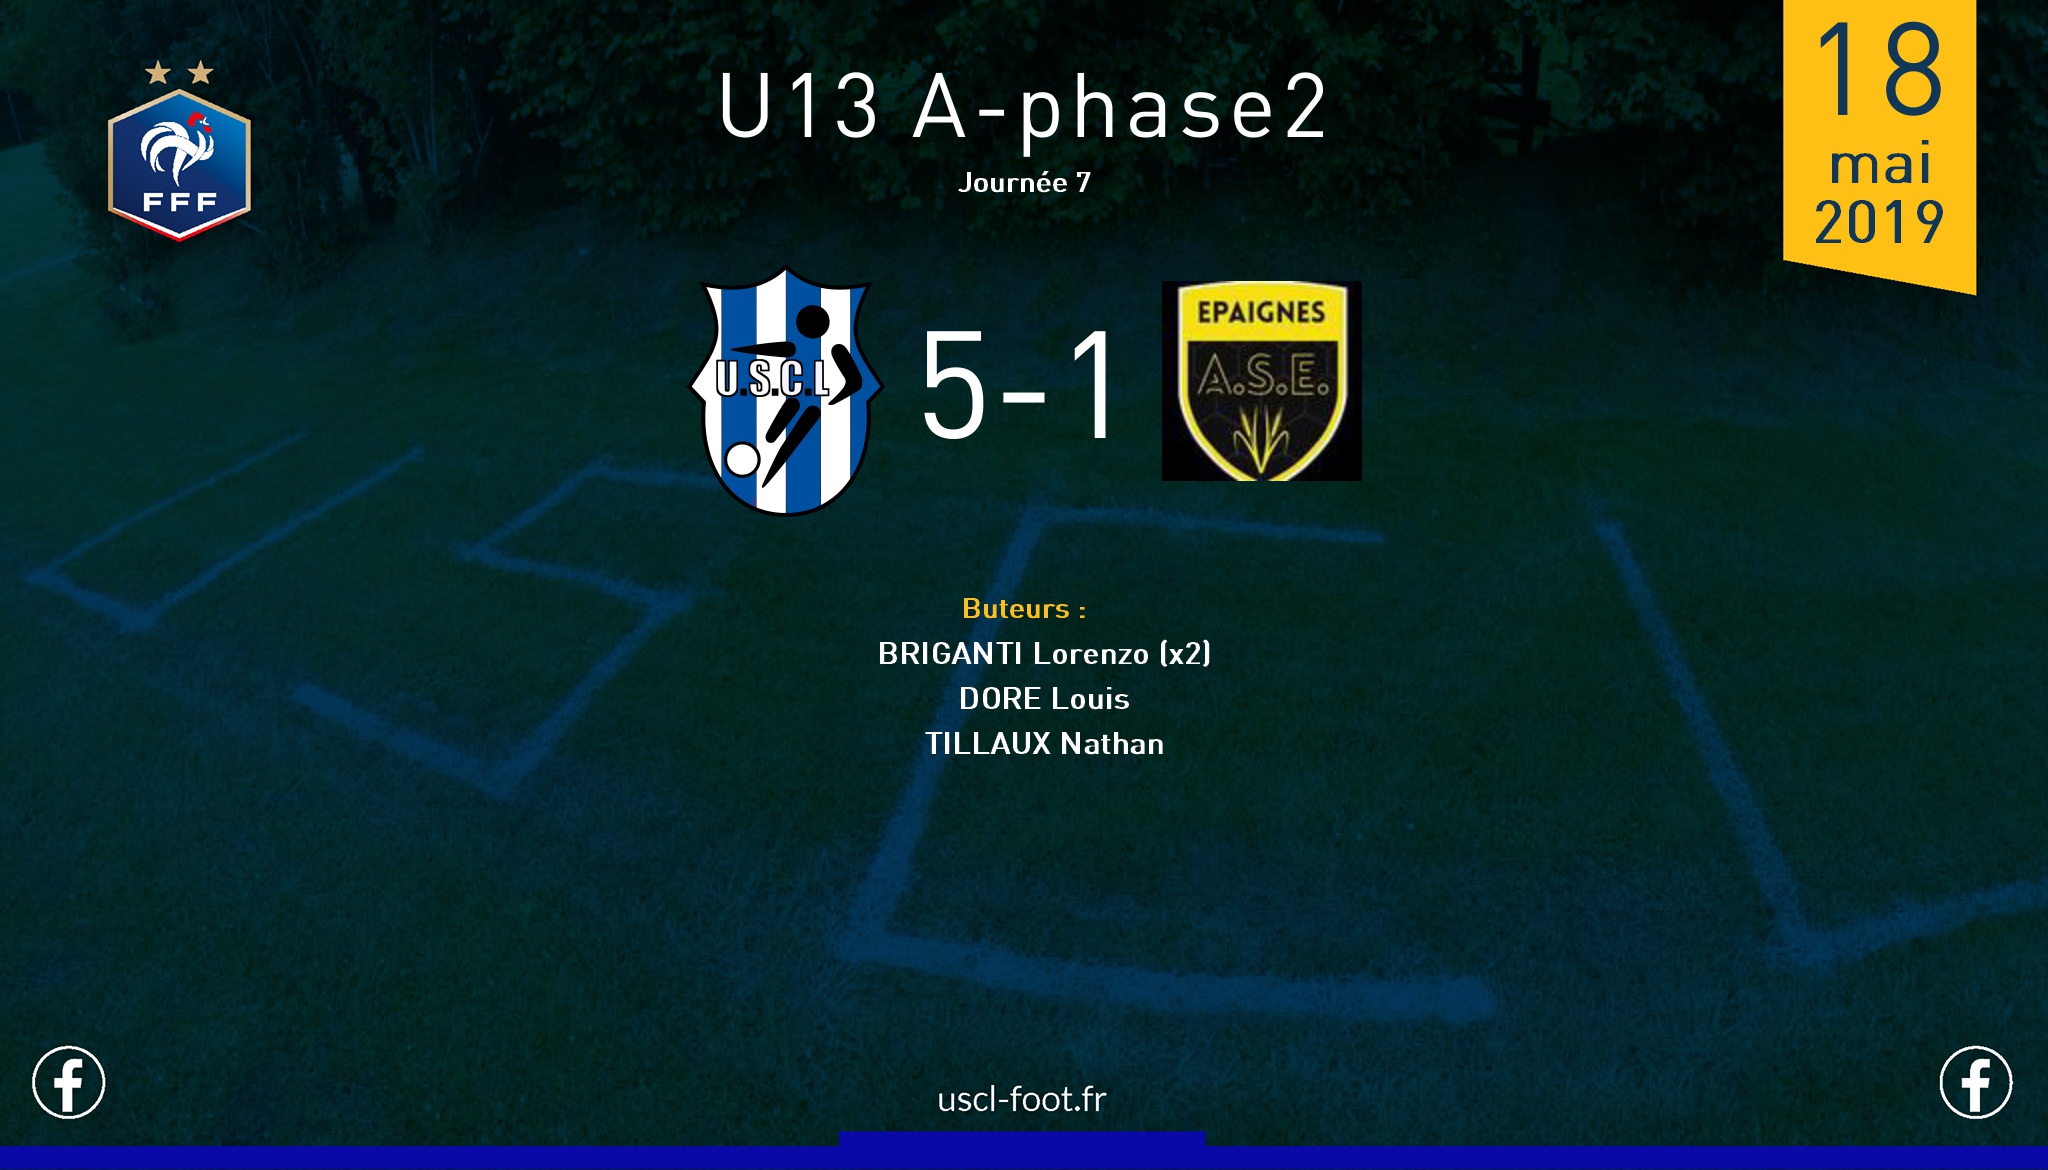 U13 A-phase2
Journée 7
18
mai
2019
FFF
U.S.C.L
5-1
EPAIGNES
A.S.E.
Buteurs :
BRIGANTI Lorenzo (x2)
DORE Louis
TILLAUX Nathan
USCL
uscl-foot.fr